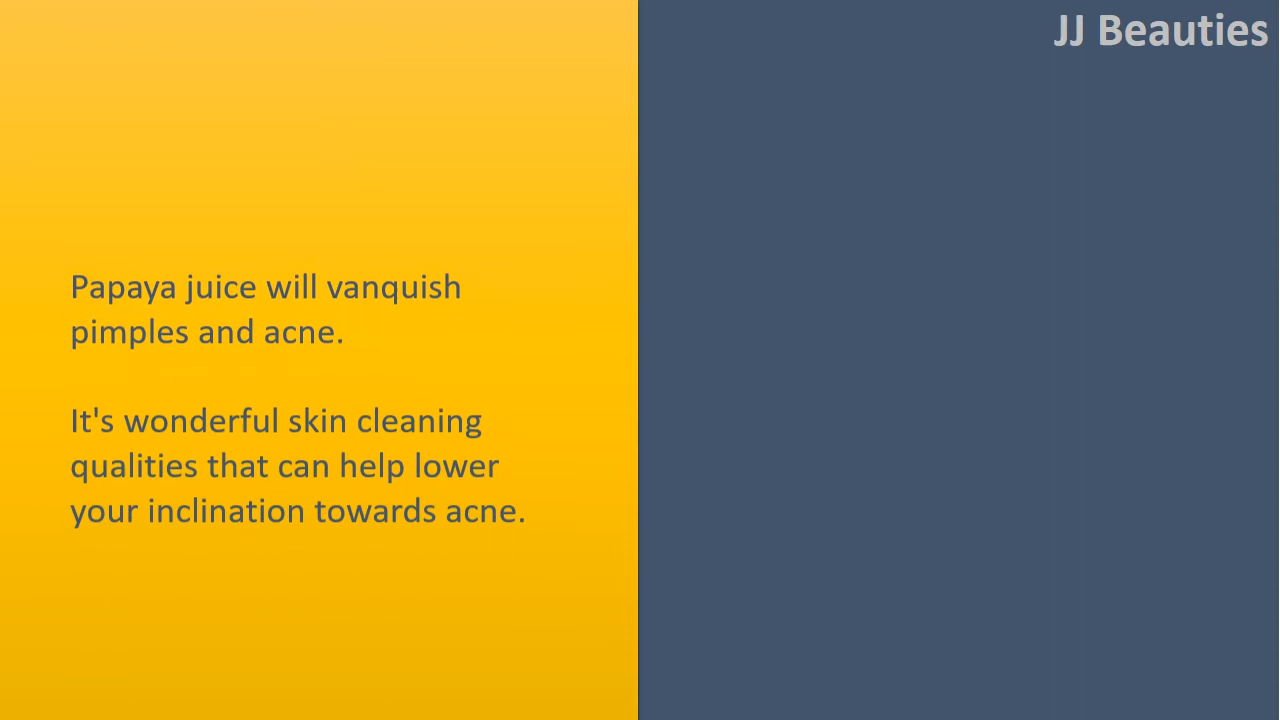 JJ Beauties
Papaya juice will vanquish
pimples and acne.
It's wonderful skin cleaning
qualities that can help lower
your inclination towards acne.